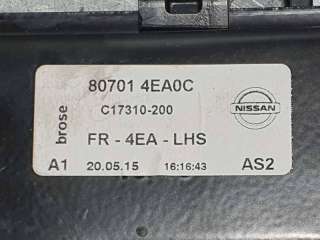 80701 4EA0C
brose
C17310-200
NISSAN
FR - 4EA - LHS
A1 20.05.15 16:16:43 AS2